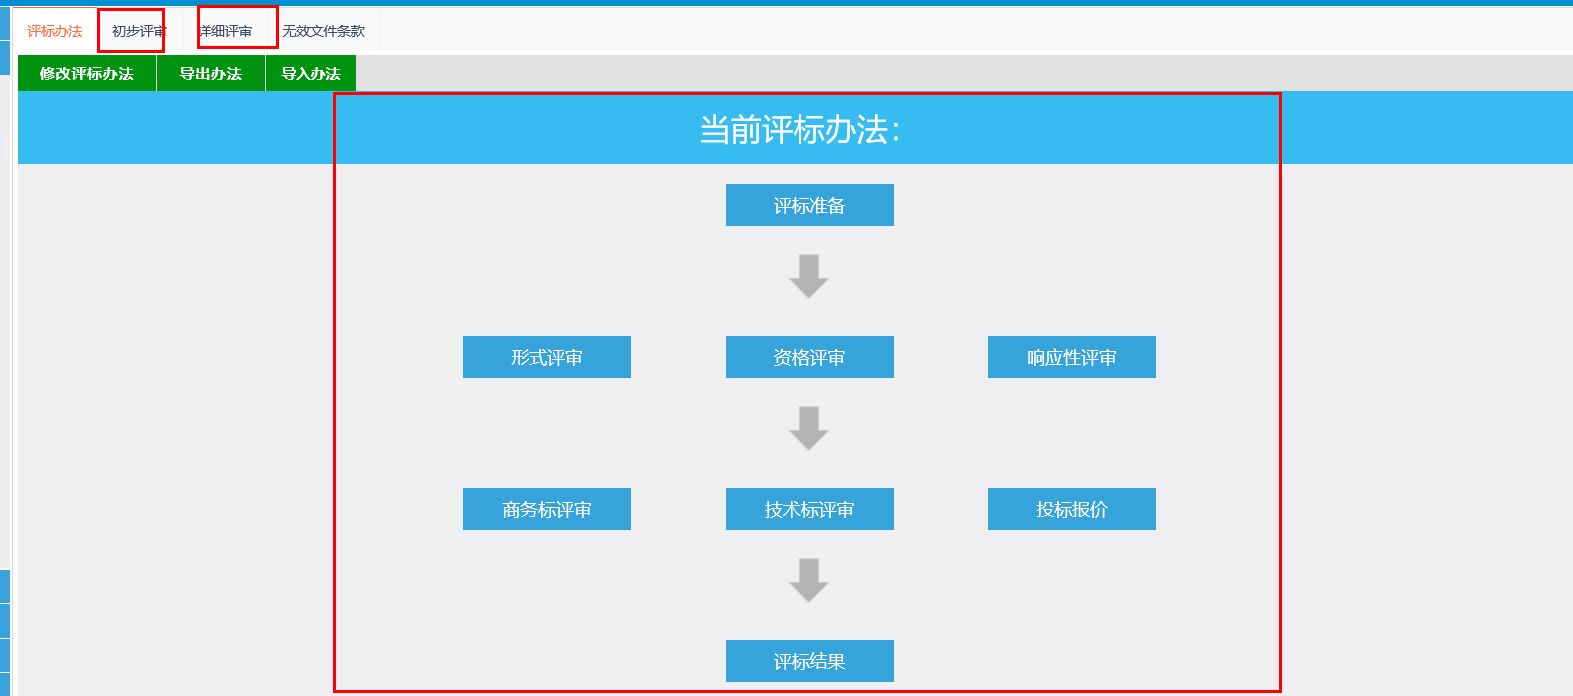 评标办法 初步评审 详细评审 无效文件条款
修改评标办法 导出办法 导入办法
当前评标办法：
评标准备
形式评审 资格评审 响应性评审
商务标评审 技术标评审 投标报价
评标结果